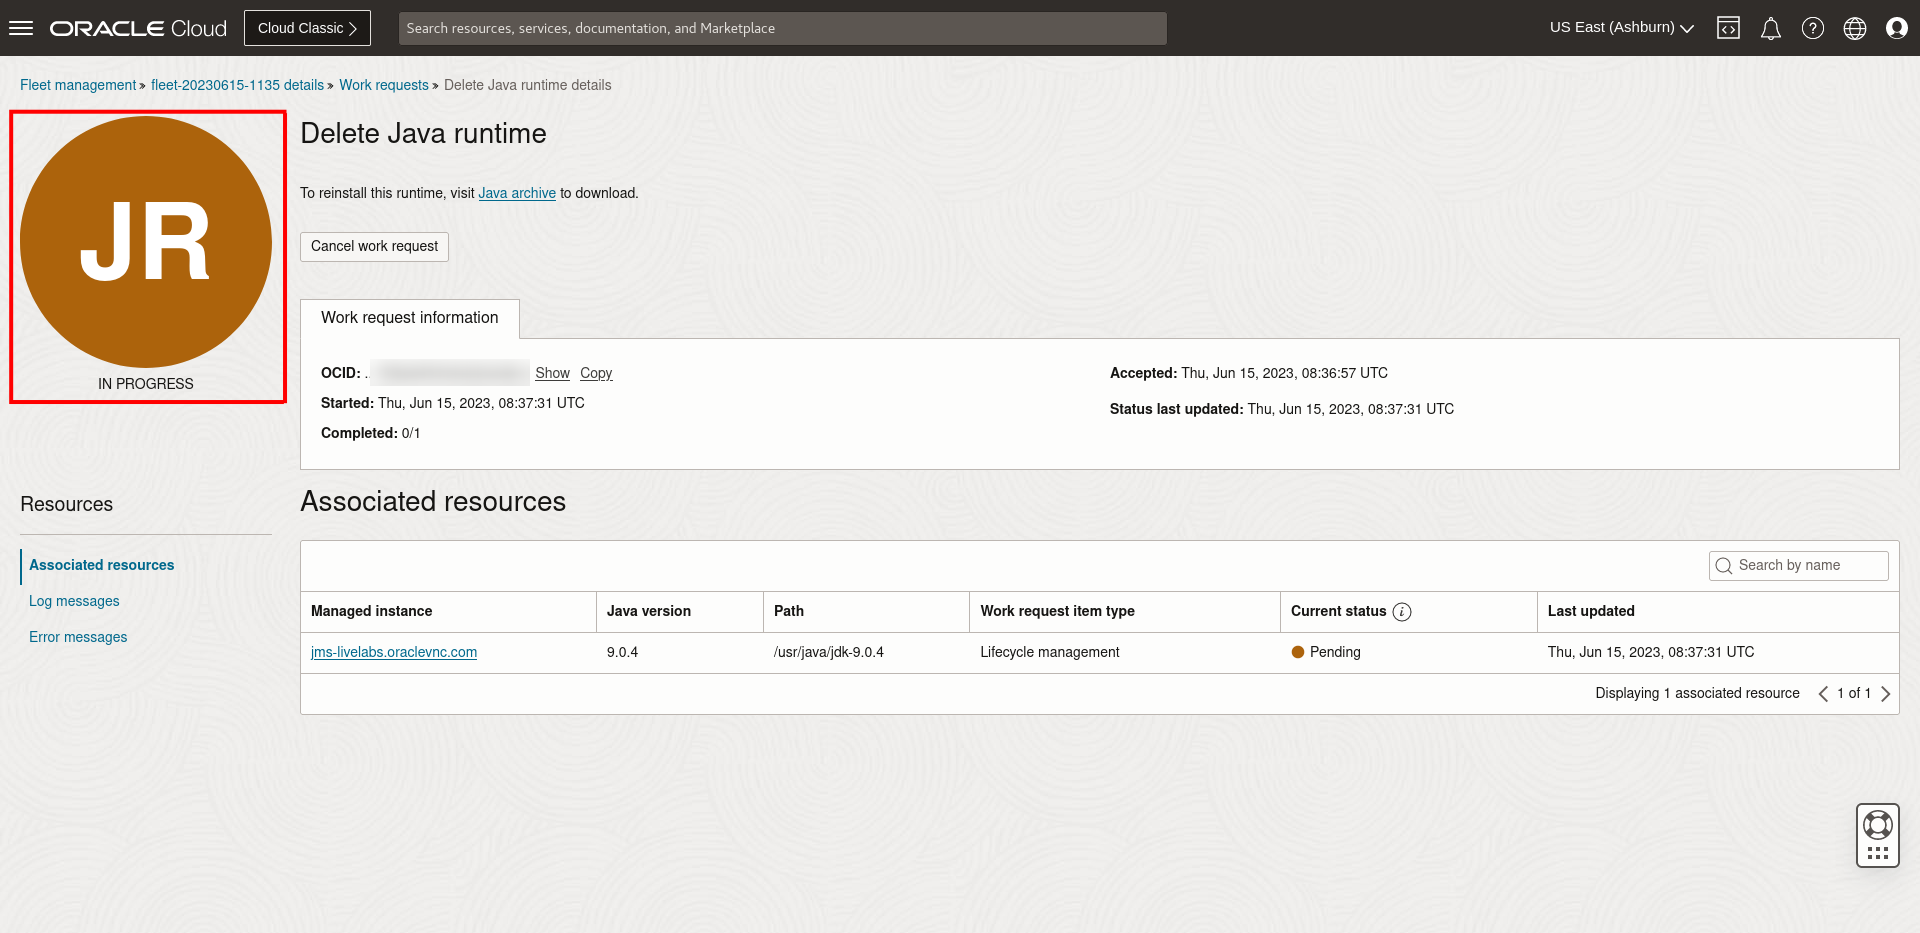 ORACLE Cloud
Cloud Classic
Search resources, services, documentation, and Marketplace
US East (Ashburn)
Fleet management » fleet-20230615-1135 details » Work requests » Delete Java runtime details
JR
IN PROGRESS
Delete Java runtime
To reinstall this runtime, visit Java archive to download.
Cancel work request
Work request information
OCID: .. Show Copy
Started: Thu, Jun 15, 2023, 08:37:31 UTC
Completed: 0/1
Accepted: Thu, Jun 15, 2023, 08:36:57 UTC
Status last updated: Thu, Jun 15, 2023, 08:37:31 UTC
Resources
Associated resources
Log messages
Error messages
Associated resources
Search by name
Managed instance Java version Path Work request item type Current status i Last updated
jms-livelabs.oraclevnc.com 9.0.4 /usr/java/jdk-9.0.4 Lifecycle management Pending Thu, Jun 15, 2023, 08:37:31 UTC
Displaying 1 associated resource 1 of 1